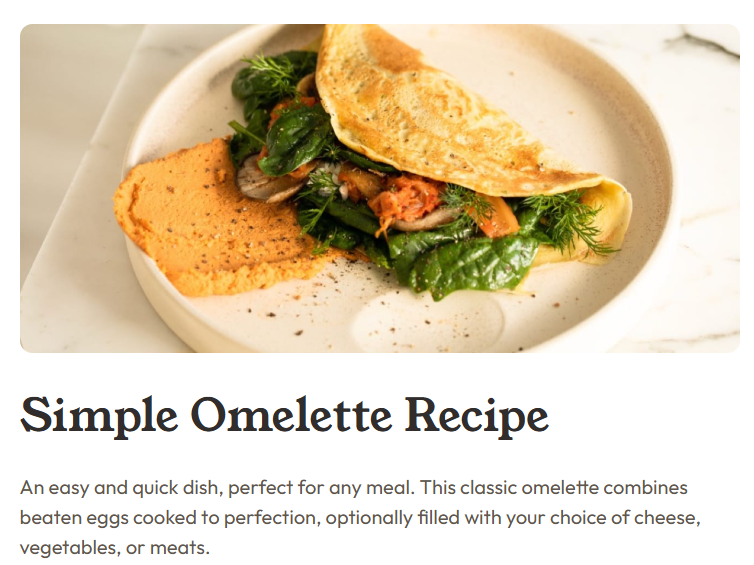 Simple Omelette Recipe
An easy and quick dish, perfect for any meal. This classic omelette combines
beaten eggs cooked to perfection, optionally filled with your choice of cheese,
vegetables, or meats.